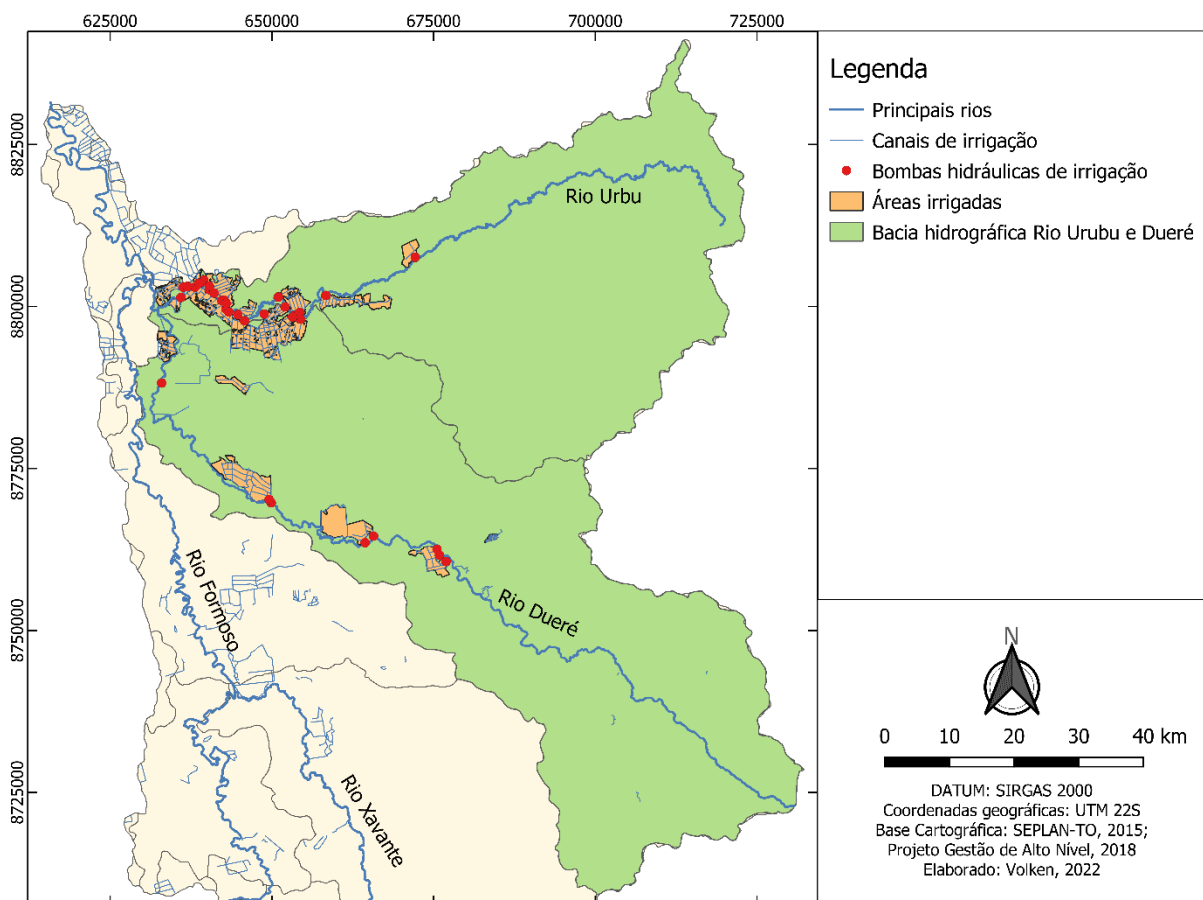 625000
650000
675000
700000
725000
8825000
8800000
8775000
8750000
8725000
Rio Urbu
Rio Formoso
Rio Dueré
Rio Xavante
Legenda
Principais rios
Canais de irrigação
Bombas hidráulicas de irrigação
Áreas irrigadas
Bacia hidrográfica Rio Urubu e Dueré
N
0 10 20 30 40 km
DATUM: SIRGAS 2000
Coordenadas geográficas: UTM 22S
Base Cartográfica: SEPLAN-TO, 2015;
Projeto Gestão de Alto Nível, 2018
Elaborado: Volken, 2022